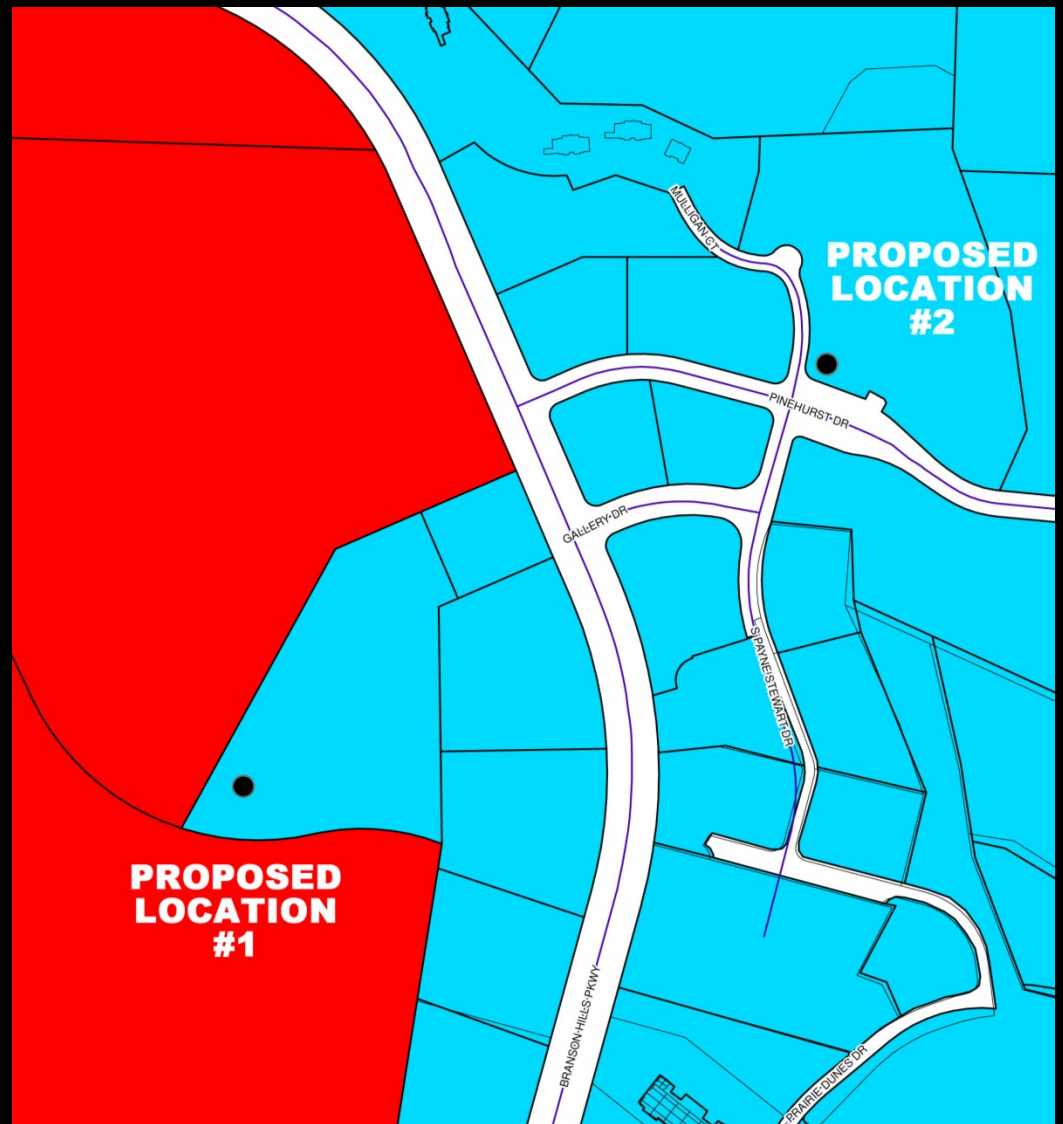 MULLIGAN CT
PROPOSED
LOCATION
#2
PINEHURST DR
GALLERY DR
S PAYNE STEWART DR
PROPOSED
LOCATION
#1
BRANSON HILLS PKWY
PRAIRIE DUNES DR